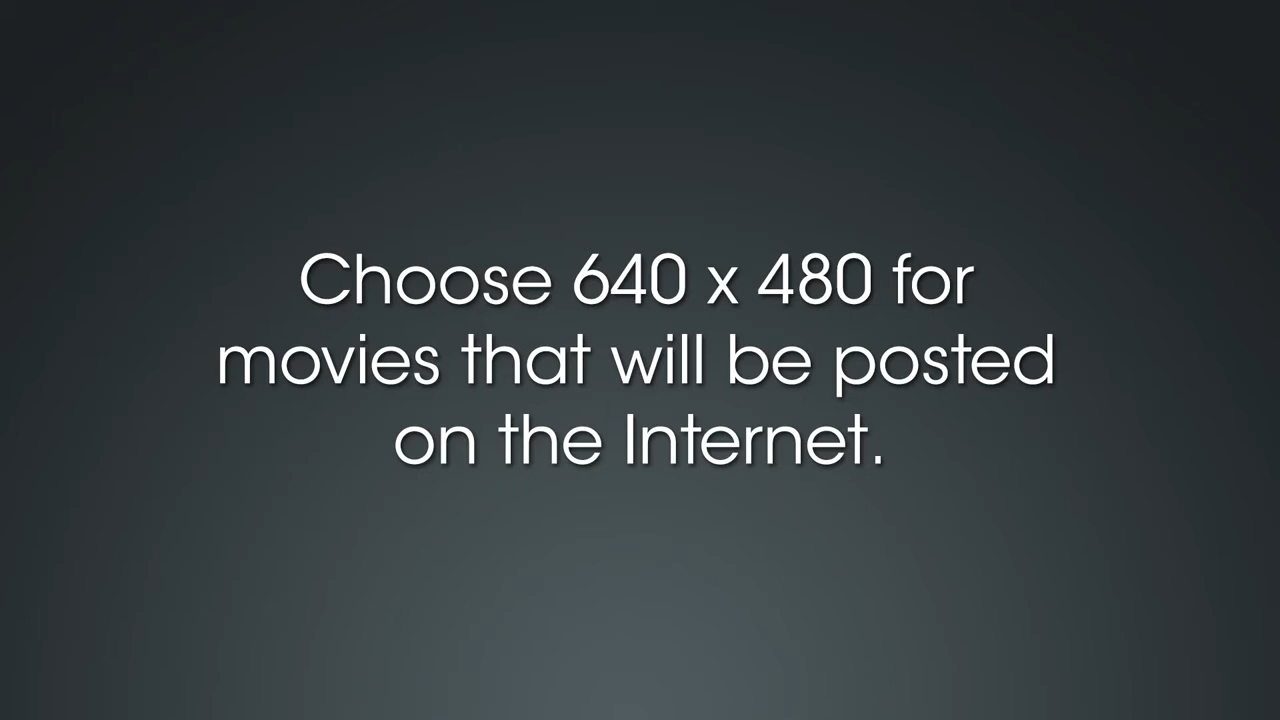 Choose 640 x 480 for
movies that will be posted
on the Internet.